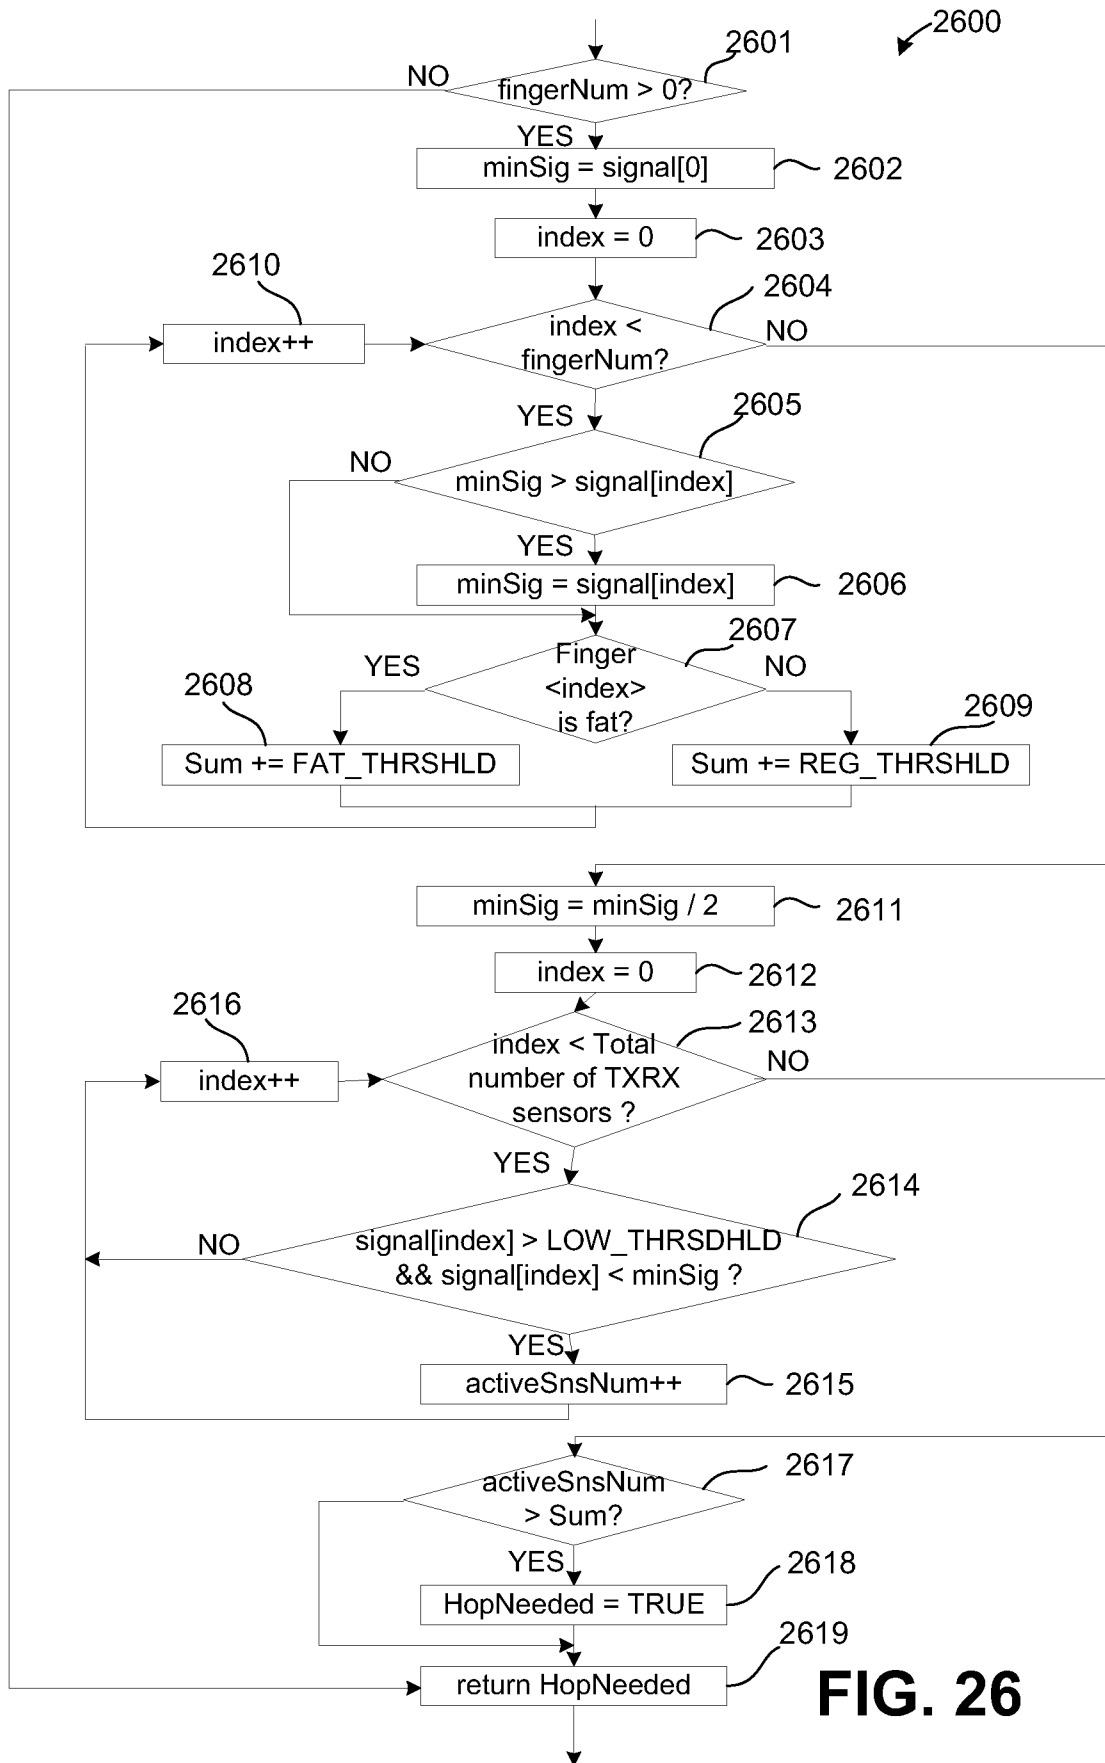 2600
2601
NO
fingerNum > 0?
YES
minSig = signal[0]
2602
index = 0
2603
2610
2604
index++
index <
fingerNum?
NO
YES
2605
NO
minSig > signal[index]
YES
minSig = signal[index]
2606
2607
YES
Finger
<index>
is fat?
NO
2608
2609
Sum += FAT_THRSHLD
Sum += REG_THRSHLD
minSig = minSig / 2
2611
index = 0
2612
2616
2613
index++
index < Total
number of TXRX
sensors ?
NO
YES
2614
NO
signal[index] > LOW_THRSDHLD
&& signal[index] < minSig ?
YES
activeSnsNum++
2615
activeSnsNum
> Sum?
2617
YES
HopNeeded = TRUE
2618
2619
return HopNeeded
FIG. 26